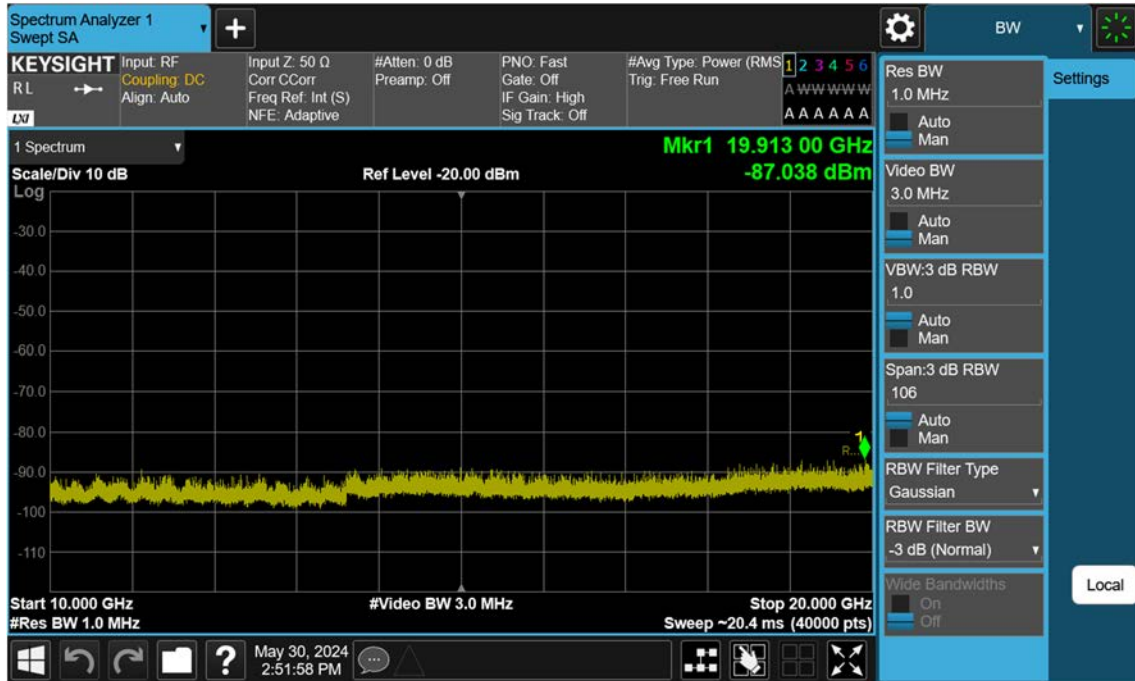 Spectrum Analyzer 1
Swept SA
BW
KEYSIGHT
R L
LXI
Input: RF
Coupling: DC
Align: Auto
Input Z: 50 Ω
Corr CCorr
Freq Ref: Int (S)
NFE: Adaptive
#Atten: 0 dB
Preamp: Off
PNO: Fast
Gate: Off
IF Gain: High
Sig Track: Off
#Avg Type: Power (RMS
Trig: Free Run
1 2 3 4 5 6
A W W W W W
A A A A A A
1 Spectrum
Scale/Div 10 dB
Ref Level -20.00 dBm
Mkr1 19.913 00 GHz
-87.038 dBm
Log
-30.0
-40.0
-50.0
-60.0
-70.0
-80.0
-90.0
-100
-110
1
R...
Start 10.000 GHz
#Res BW 1.0 MHz
#Video BW 3.0 MHz
Stop 20.000 GHz
Sweep ~20.4 ms (40000 pts)
Res BW
1.0 MHz
Auto
Man
Video BW
3.0 MHz
Auto
Man
VBW:3 dB RBW
1.0
Auto
Man
Span:3 dB RBW
106
Auto
Man
RBW Filter Type
Gaussian
RBW Filter BW
-3 dB (Normal)
Wide Bandwidths
On
Off
Settings
Local
?
May 30, 2024
2:51:58 PM